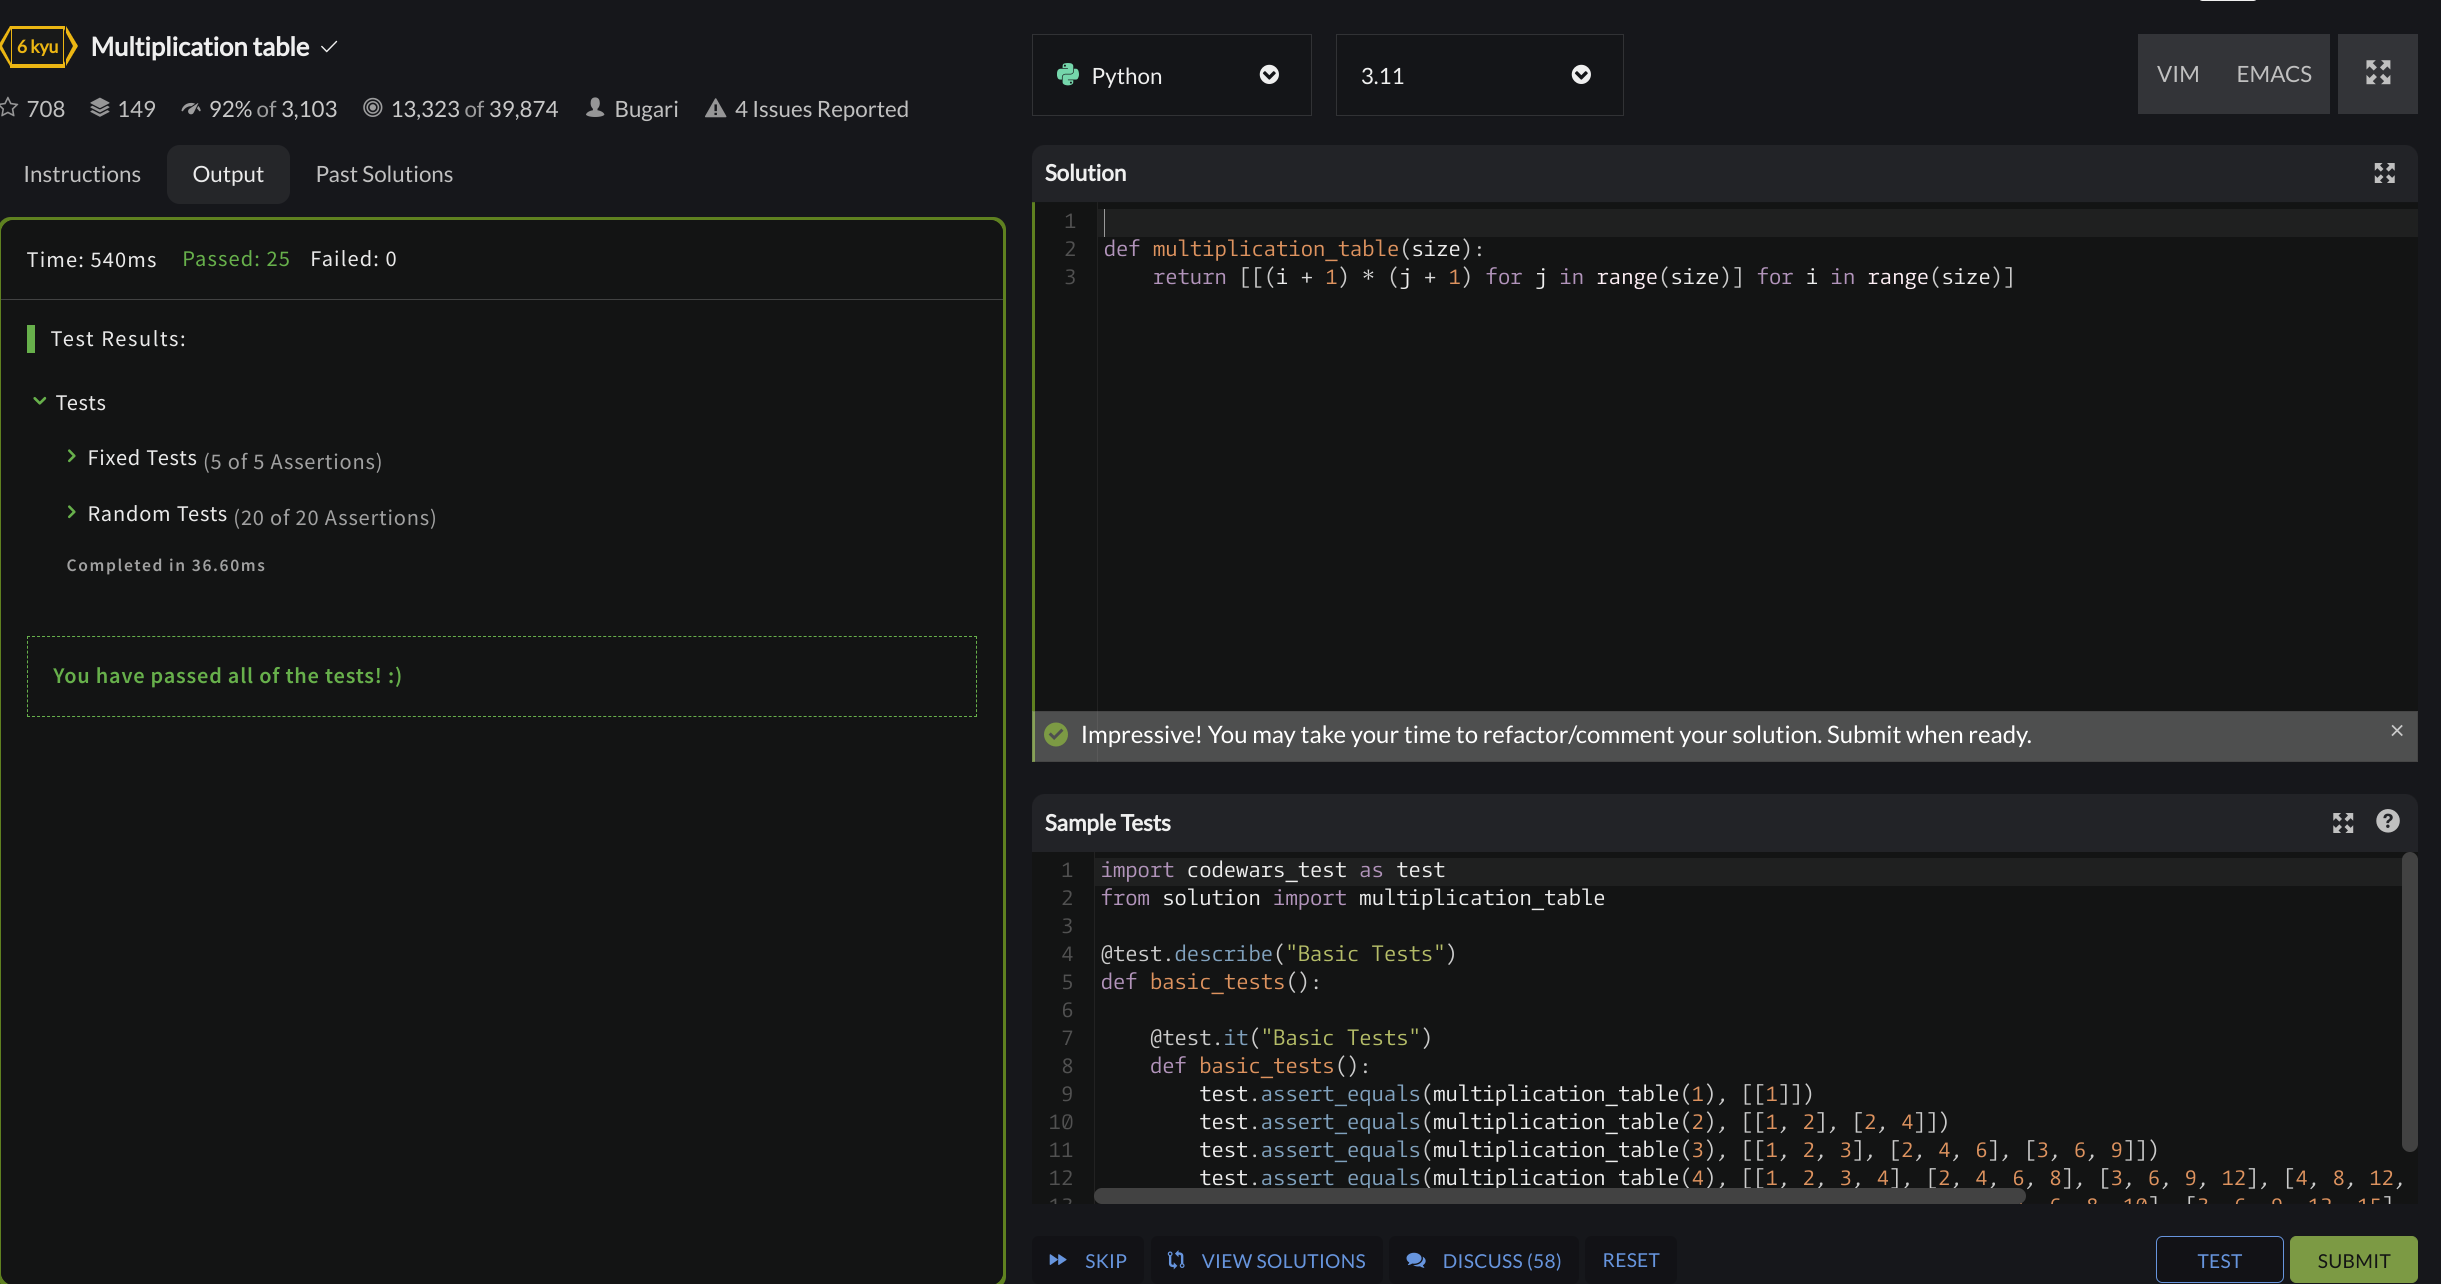 6 kyu Multiplication table
708 149 92% of 3,103 13,323 of 39,874 Bugari 4 Issues Reported
Instructions Output Past Solutions
Time: 540ms Passed: 25 Failed: 0
Test Results:
Tests
Fixed Tests (5 of 5 Assertions)
Random Tests (20 of 20 Assertions)
Completed in 36.60ms
You have passed all of the tests! :)
Python 3.11 VIM EMACS
Solution
1
2 def multiplication_table(size):
3     return [[(i + 1) * (j + 1) for j in range(size)] for i in range(size)]
Impressive! You may take your time to refactor/comment your solution. Submit when ready. ×
Sample Tests
1 import codewars_test as test
2 from solution import multiplication_table
3
4 @test.describe("Basic Tests")
5 def basic_tests():
6
7     @test.it("Basic Tests")
8     def basic_tests():
9         test.assert_equals(multiplication_table(1), [[1]])
10         test.assert_equals(multiplication_table(2), [[1, 2], [2, 4]])
11         test.assert_equals(multiplication_table(3), [[1, 2, 3], [2, 4, 6], [3, 6, 9]])
12         test.assert_equals(multiplication_table(4), [[1, 2, 3, 4], [2, 4, 6, 8], [3, 6, 9, 12], [4, 8, 12,
SKIP VIEW SOLUTIONS DISCUSS (58) RESET TEST SUBMIT